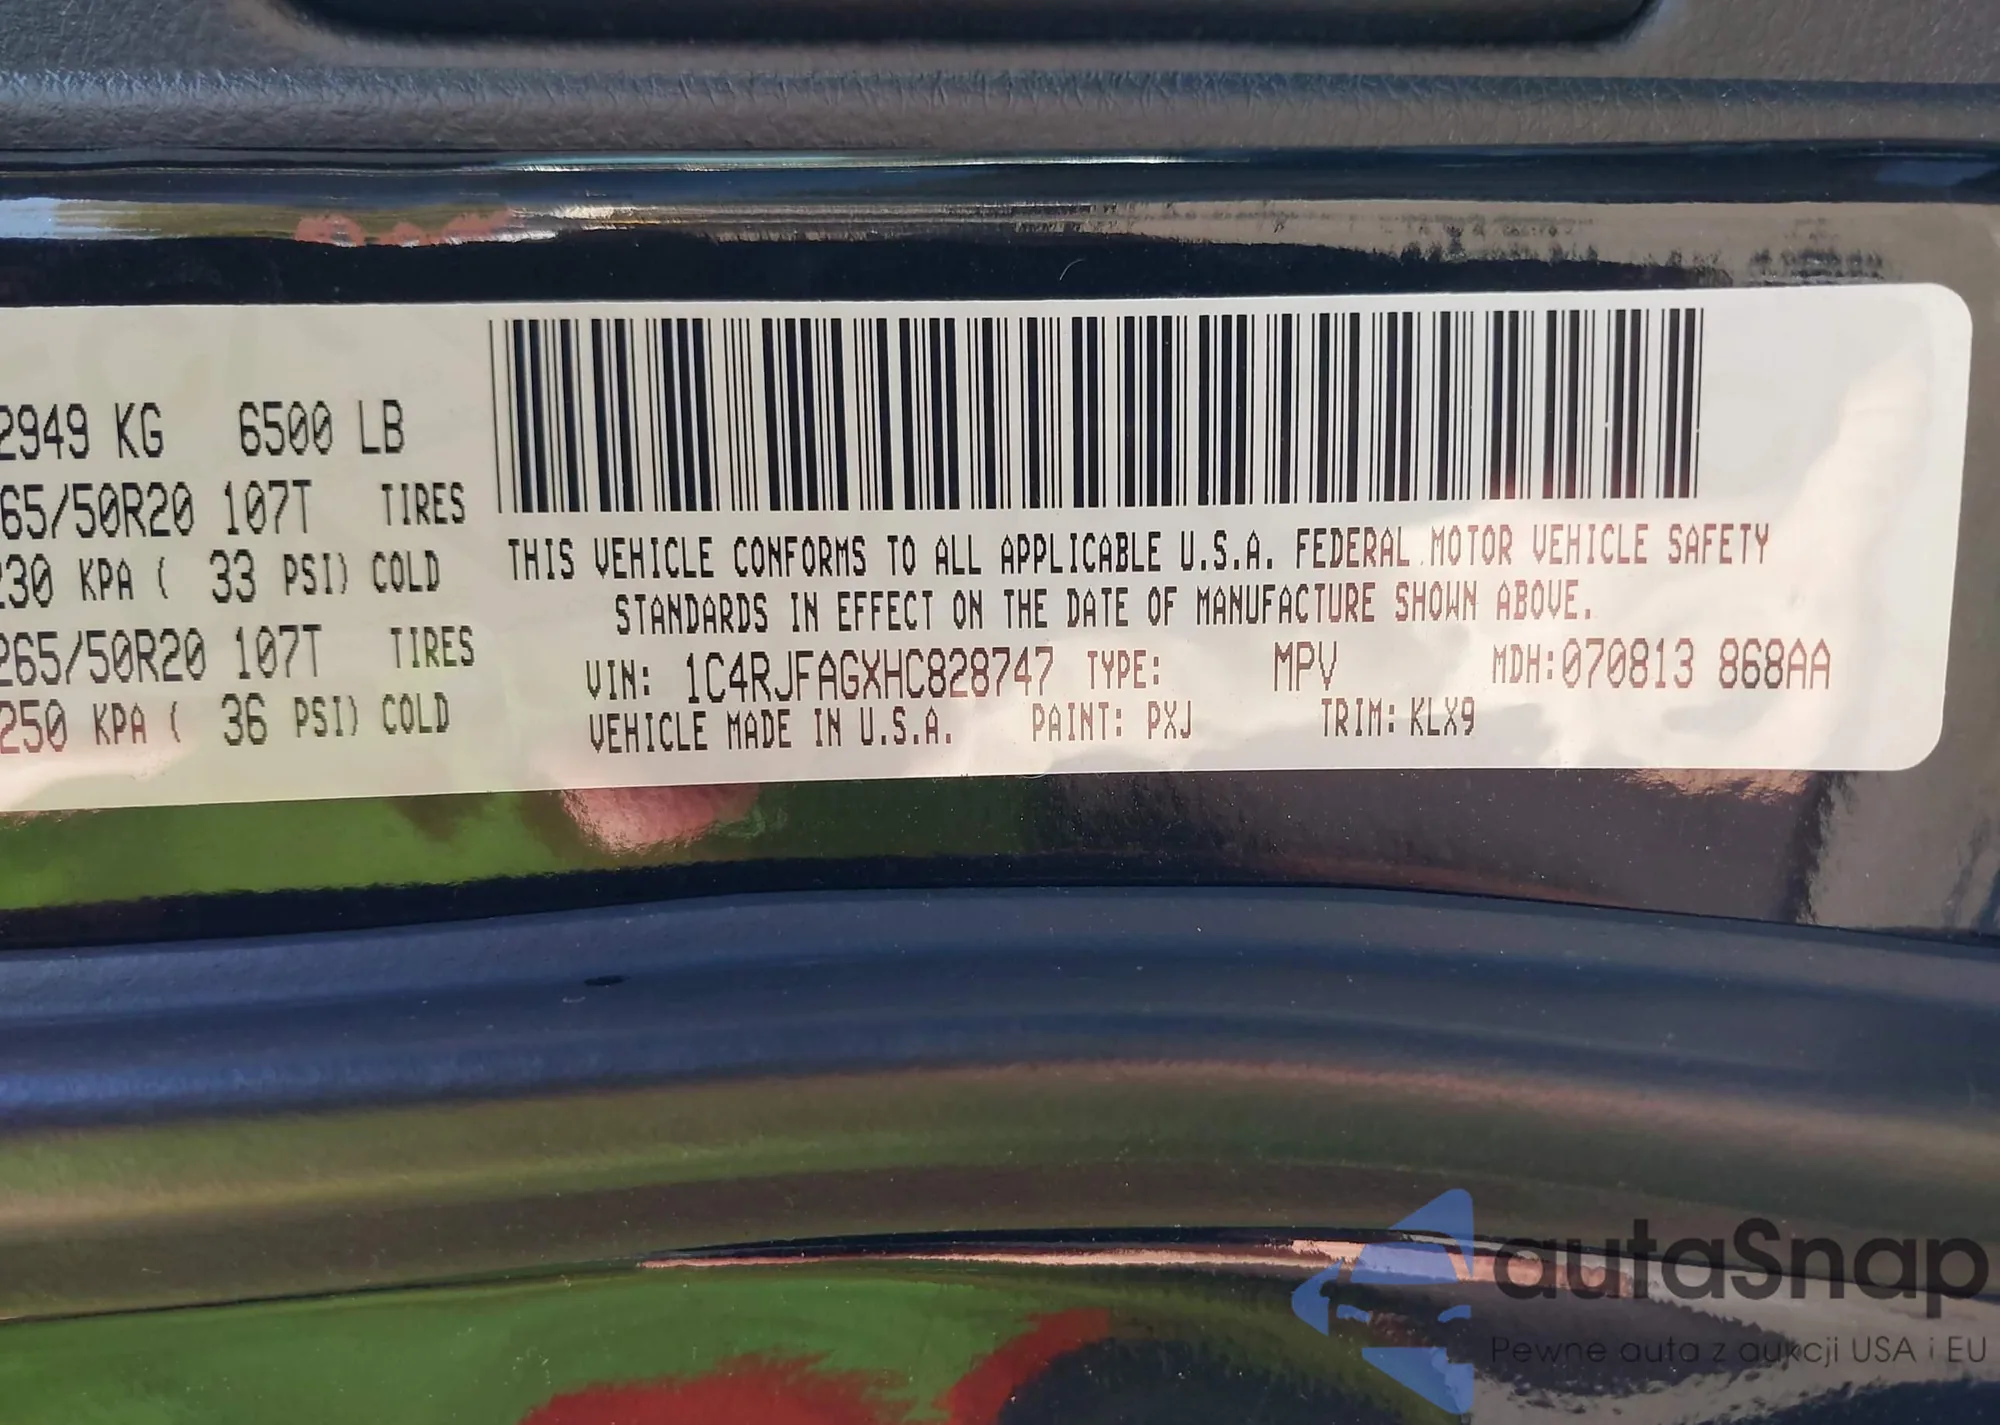 2949 KG 6500 LB
65/50R20 107T TIRES
230 KPA ( 33 PSI) COLD
265/50R20 107T TIRES
250 KPA ( 36 PSI) COLD
THIS VEHICLE CONFORMS TO ALL APPLICABLE U.S.A. FEDERAL MOTOR VEHICLE SAFETY
STANDARDS IN EFFECT ON THE DATE OF MANUFACTURE SHOWN ABOVE.
VIN: 1C4RJFAGXHC828747 TYPE: MPV MDH:070813 868AA
VEHICLE MADE IN U.S.A. PAINT: PXJ TRIM: KLX9
autaSnap
Pewne auta z aukcji USA i EU